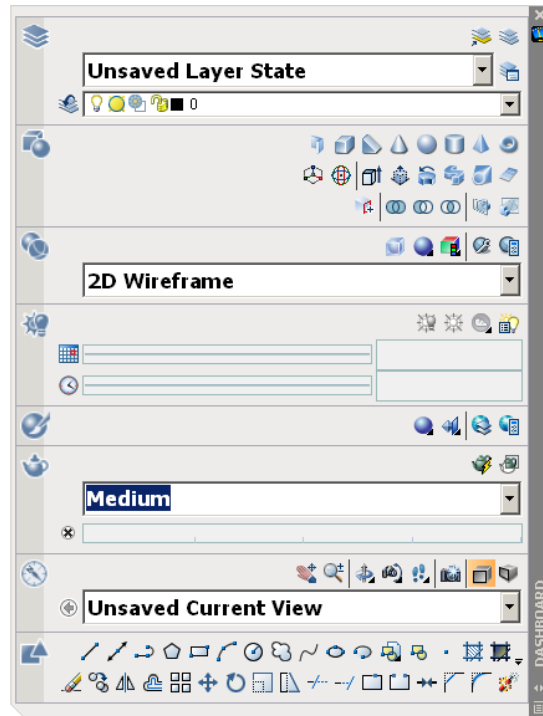 Unsaved Layer State
0
2D Wireframe
Medium
Unsaved Current View
DASHBOARD